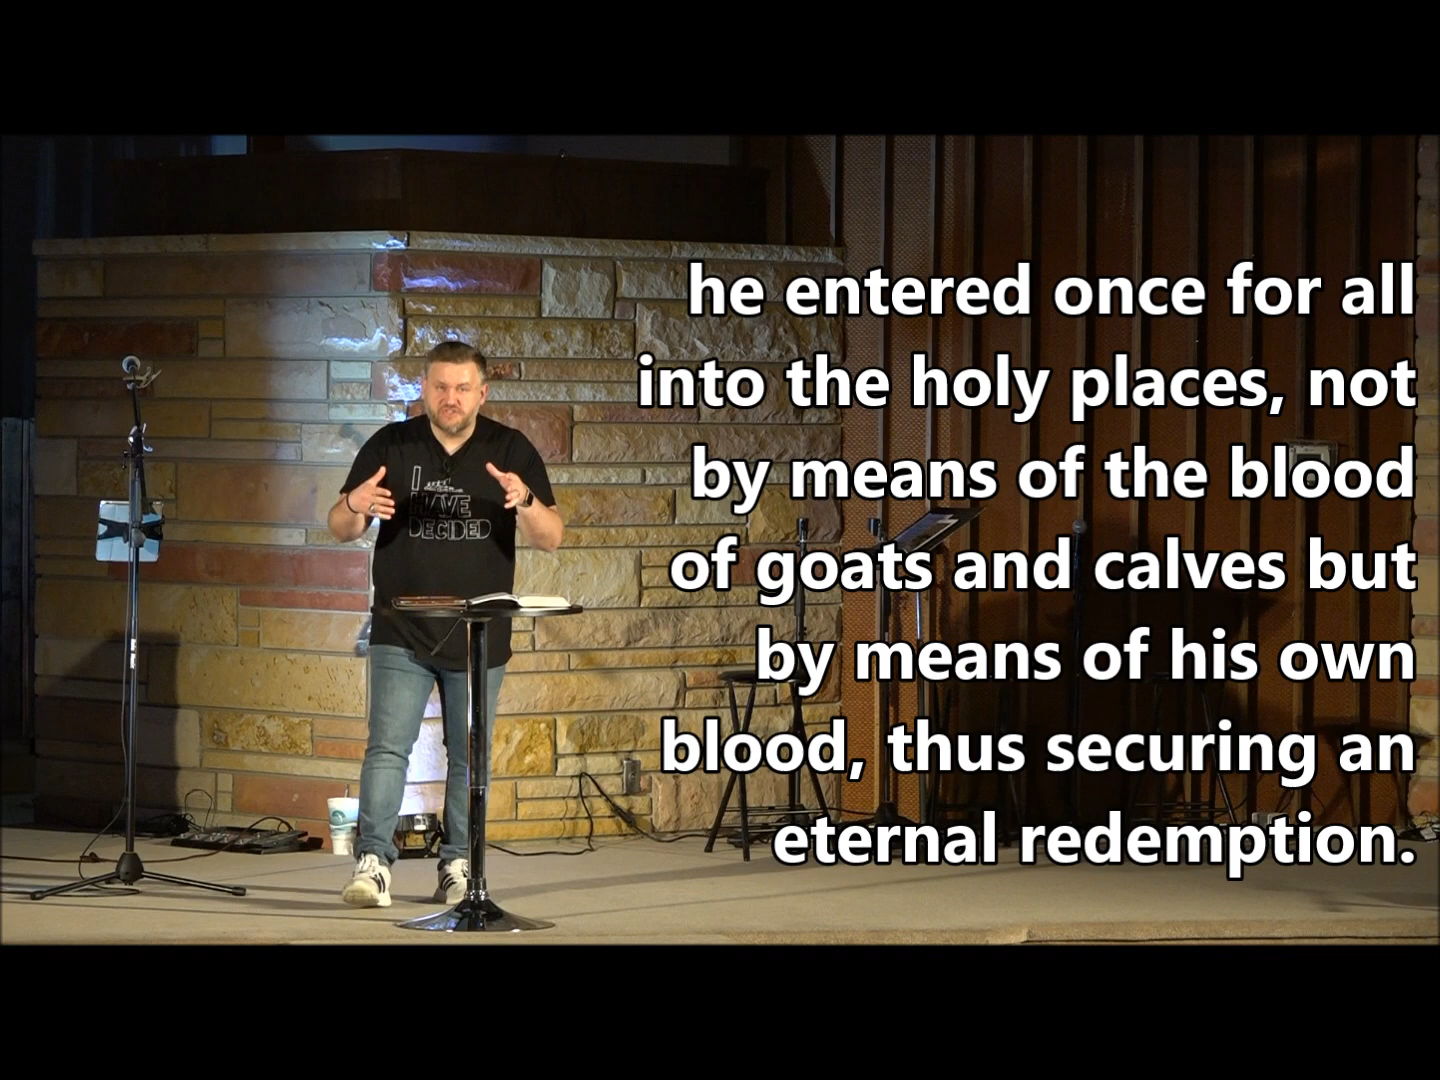 he entered once for all
into the holy places, not
by means of the blood
of goats and calves but
by means of his own
blood, thus securing an
eternal redemption.
I
HAVE
DECIDED